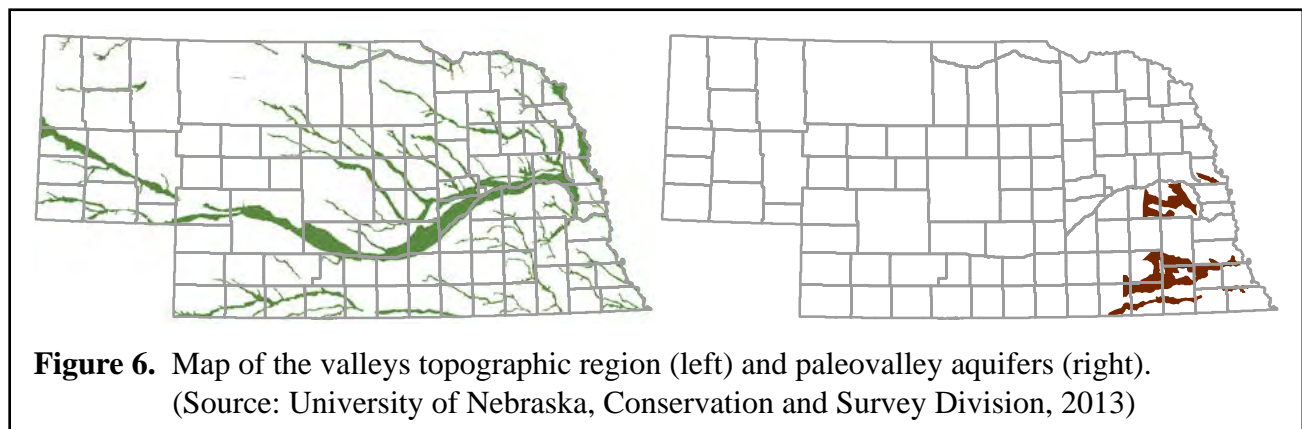 Figure 6. Map of the valleys topographic region (left) and paleovalley aquifers (right).
(Source: University of Nebraska, Conservation and Survey Division, 2013)